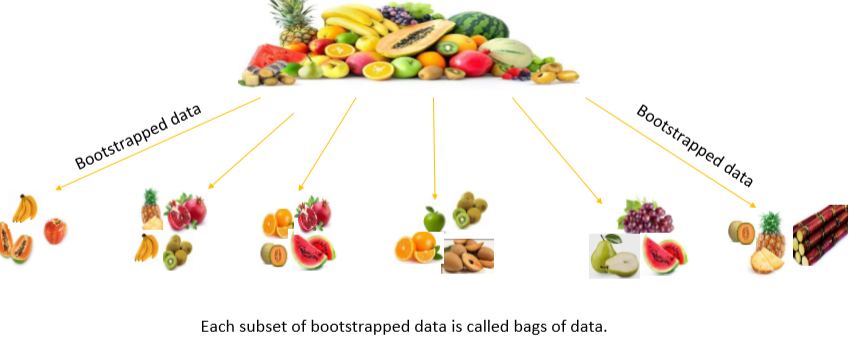 Bootstrapped data
Bootstrapped data
Each subset of bootstrapped data is called bags of data.